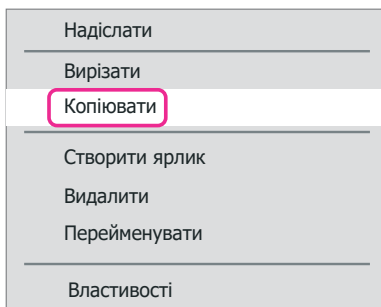 Надіслати
Вирізати
Копіювати
Створити ярлик
Видалити
Перейменувати
Властивості